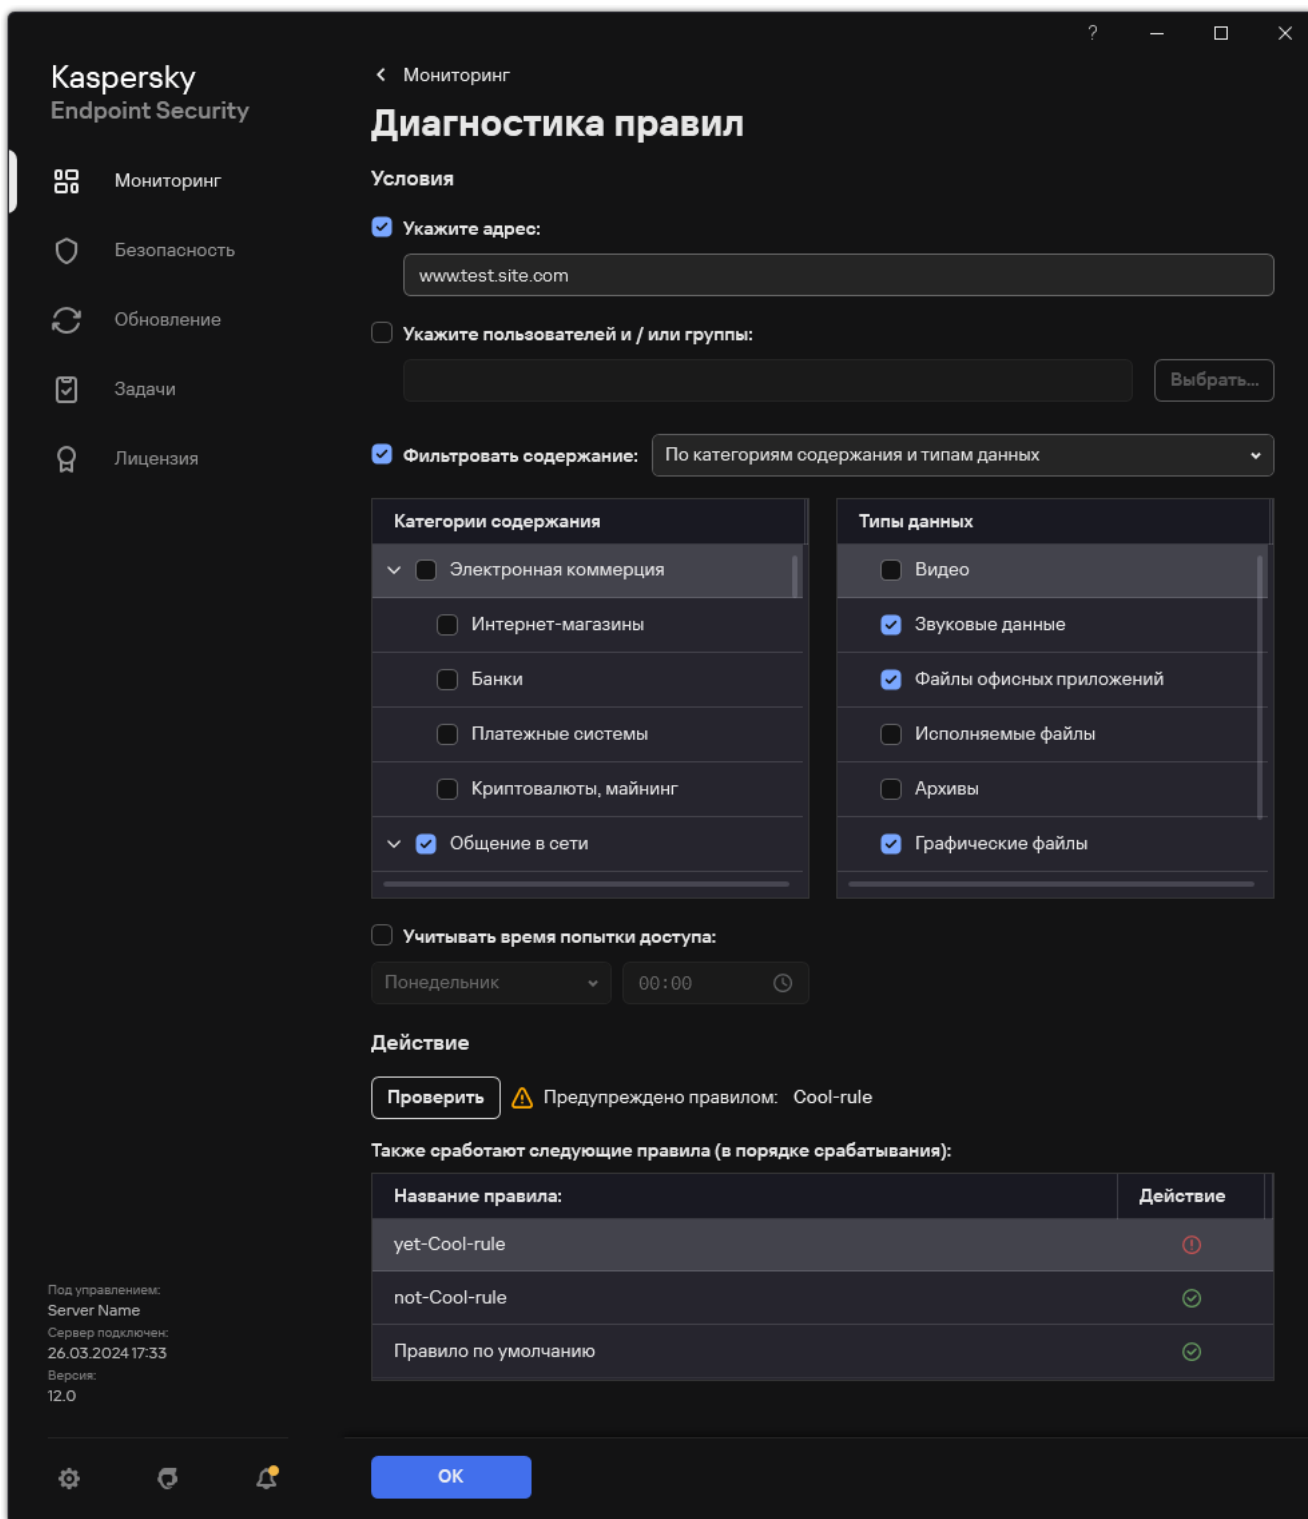 ?
Kaspersky
Endpoint Security
Мониторинг
Безопасность
Обновление
Задачи
Лицензия
Под управлением:
Server Name
Сервер подключен:
26.03.2024 17:33
Версия:
12.0
Мониторинг
Диагностика правил
Условия
Укажите адрес:
www.test.site.com
Укажите пользователей и / или группы:
Выбрать...
Фильтровать содержание: По категориям содержания и типам данных
Категории содержания
Электронная коммерция
Интернет-магазины
Банки
Платежные системы
Криптовалюты, майнинг
Общение в сети
Типы данных
Видео
Звуковые данные
Файлы офисных приложений
Исполняемые файлы
Архивы
Графические файлы
Учитывать время попытки доступа:
Понедельник 00:00
Действие
Проверить Предупреждено правилом: Cool-rule
Также сработают следующие правила (в порядке срабатывания):
Название правила: Действие
yet-Cool-rule
not-Cool-rule
Правило по умолчанию
ОК